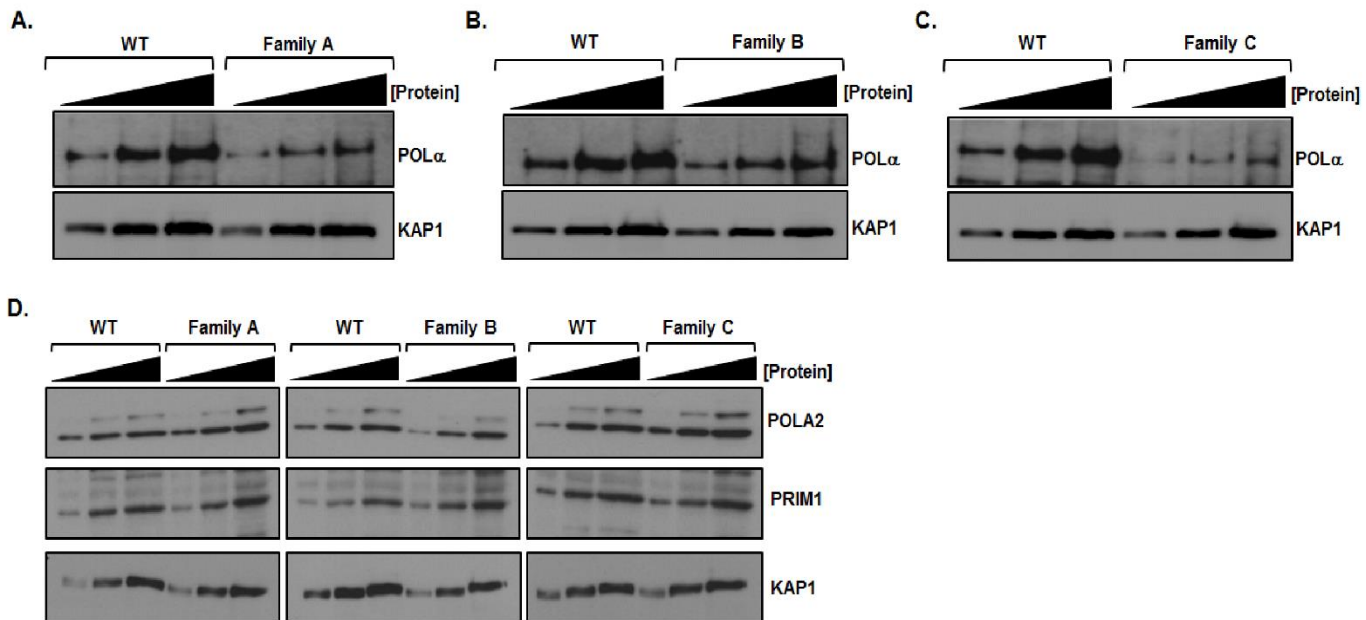 A.
WT Family A
[Protein]
POLα
KAP1
B.
WT Family B
[Protein]
POLα
KAP1
C.
WT Family C
[Protein]
POLα
KAP1
D.
WT Family A WT Family B WT Family C
[Protein]
POLA2
PRIM1
KAP1